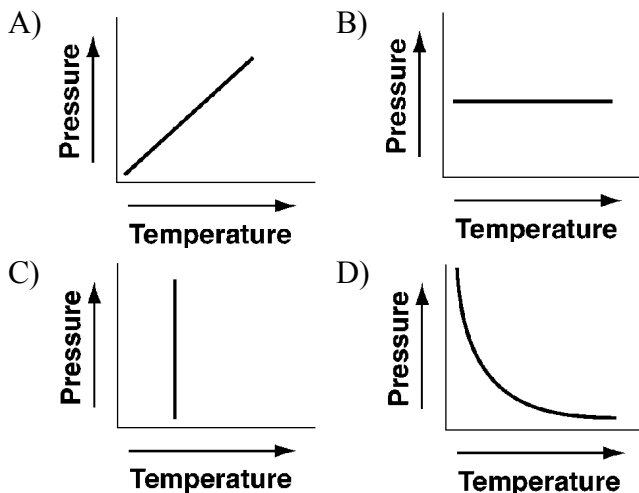 A)
Pressure
Temperature
B)
Pressure
Temperature
C)
Pressure
Temperature
D)
Pressure
Temperature